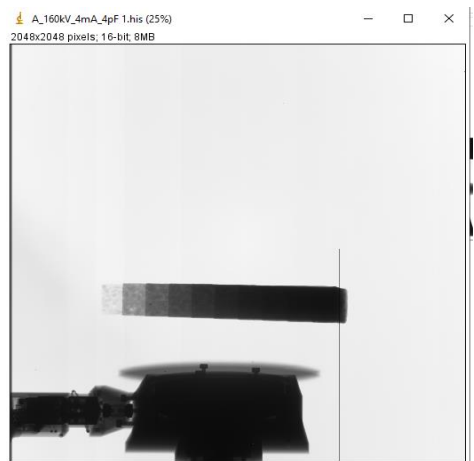 A_160kV_4mA_4pF 1.his (25%)
2048x2048 pixels; 16-bit; 8MB